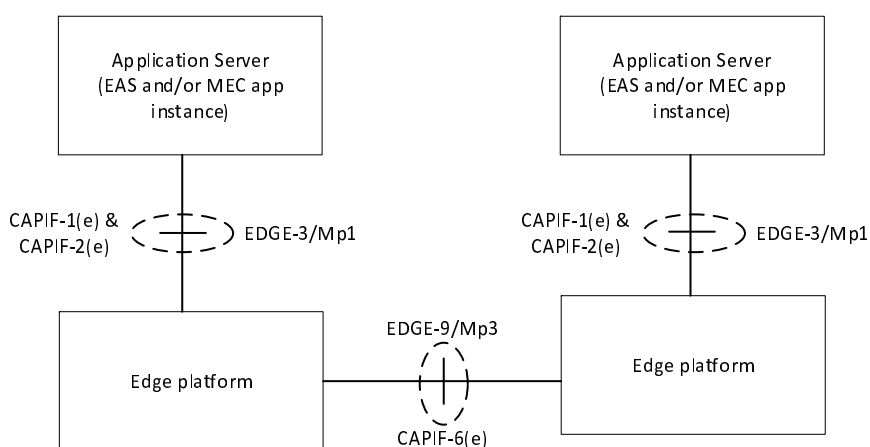 Application Server
(EAS and/or MEC app
instance)
Application Server
(EAS and/or MEC app
instance)
CAPIF-1(e) &
CAPIF-2(e)
EDGE-3/Mp1
CAPIF-1(e) &
CAPIF-2(e)
EDGE-3/Mp1
EDGE-9/Mp3
Edge platform
Edge platform
CAPIF-6(e)